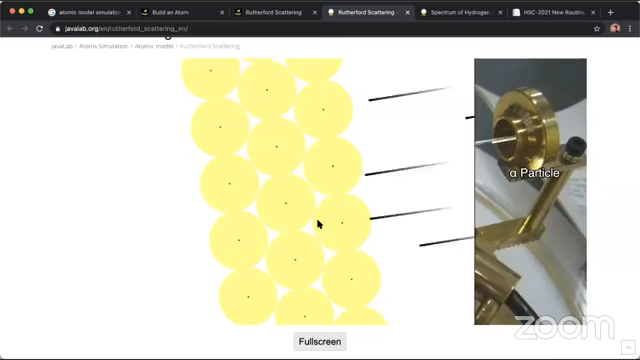 atomic model simulation
Build an Atom
Rutherford Scattering
Rutherford Scattering -
Spectrum of Hydrogen
HSC-2021 New Routine
javalab.org/en/rutherford_scattering_en/
JavaLab > Atoms Simulation > Atomic model > Rutherford Scattering
α Particle
Fullscreen
zoom